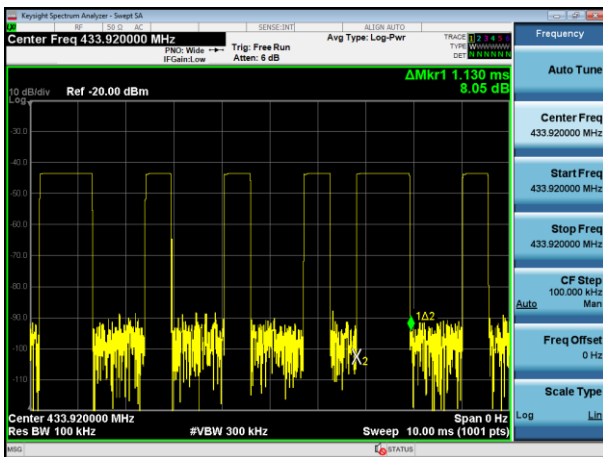 Keysight Spectrum Analyzer - Swept SA
RF 50 Ω AC SENSE:INT ALIGN AUTO
Center Freq 433.920000 MHz
PNO: Wide
IFGain:Low
Trig: Free Run
Atten: 6 dB
Avg Type: Log-Pwr
TRACE 1 2 3 4 5 6
TYPE WWWWWW
DET N N N N N N
ΔMkr1 1.130 ms
8.05 dB
10 dB/div
Log
Ref -20.00 dBm
-30.0
-40.0
-50.0
-60.0
-70.0
-80.0
-90.0
-100
-110
1Δ2
X2
Center 433.920000 MHz
Span 0 Hz
Res BW 100 kHz
#VBW 300 kHz
Sweep 10.00 ms (1001 pts)
MSG
STATUS
Frequency
Auto Tune
Center Freq
433.920000 MHz
Start Freq
433.920000 MHz
Stop Freq
433.920000 MHz
CF Step
100.000 kHz
Auto Man
Freq Offset
0 Hz
Scale Type
Log Lin